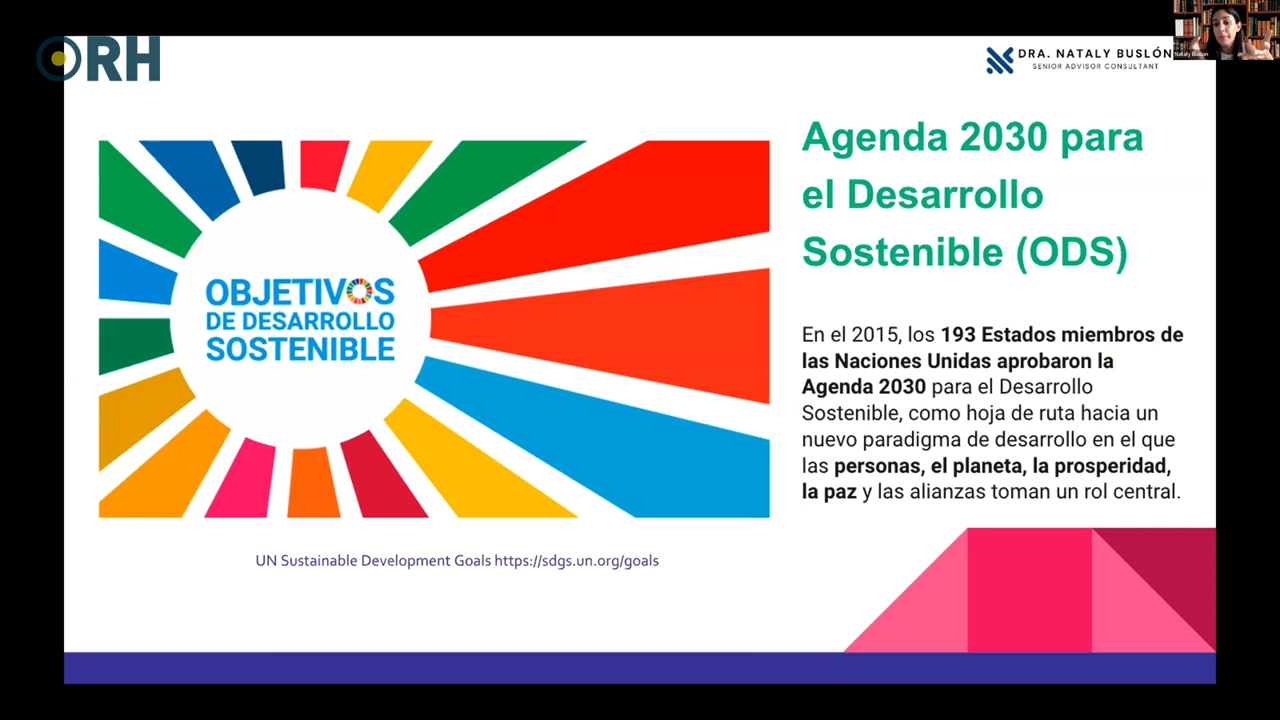 ORH
DRA. NATALY BUSLÓN
SENIOR ADVISOR CONSULTANT
Nataly Buslón
OBJETIVOS
DE DESARROLLO
SOSTENIBLE
UN Sustainable Development Goals https://sdgs.un.org/goals
Agenda 2030 para
el Desarrollo
Sostenible (ODS)
En el 2015, los 193 Estados miembros de
las Naciones Unidas aprobaron la
Agenda 2030 para el Desarrollo
Sostenible, como hoja de ruta hacia un
nuevo paradigma de desarrollo en el que
las personas, el planeta, la prosperidad,
la paz y las alianzas toman un rol central.